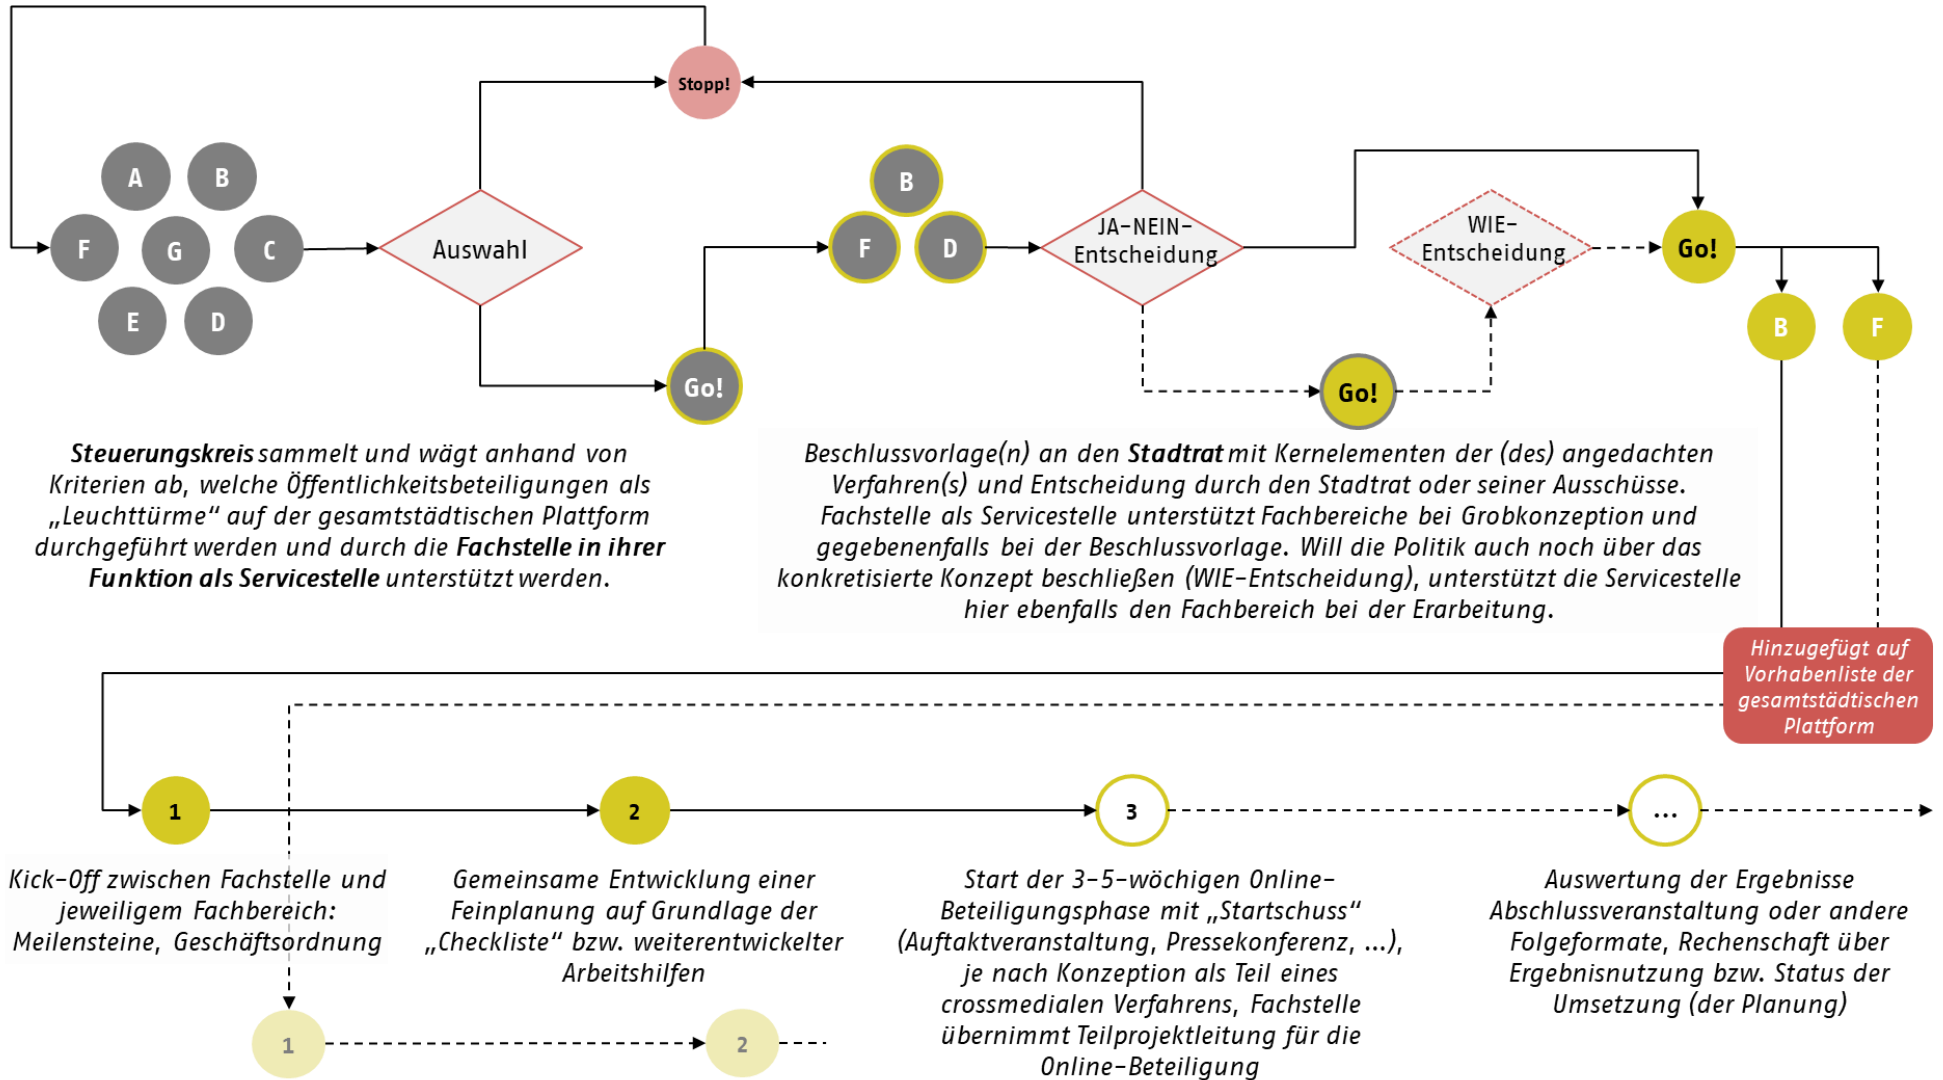 Stopp!
A
B
F
G
C
E
D
Auswahl
Go!
B
F
D
JA-NEIN-
Entscheidung
Go!
WIE-
Entscheidung
Go!
B
F
Steuerungskreis sammelt und wägt anhand von
Kriterien ab, welche Öffentlichkeitsbeteiligungen als
„Leuchttürme“ auf der gesamtstädtischen Plattform
durchgeführt werden und durch die Fachstelle in ihrer
Funktion als Servicestelle unterstützt werden.
Beschlussvorlage(n) an den Stadtrat mit Kernelementen der (des) angedachten
Verfahren(s) und Entscheidung durch den Stadtrat oder seiner Ausschüsse.
Fachstelle als Servicestelle unterstützt Fachbereiche bei Grobkonzeption und
gegebenenfalls bei der Beschlussvorlage. Will die Politik auch noch über das
konkretisierte Konzept beschließen (WIE-Entscheidung), unterstützt die Servicestelle
hier ebenfalls den Fachbereich bei der Erarbeitung.
Hinzugefügt auf
Vorhabenliste der
gesamtstädtischen
Plattform
1
2
3
...
Kick-Off zwischen Fachstelle und
jeweiligem Fachbereich:
Meilensteine, Geschäftsordnung
Gemeinsame Entwicklung einer
Feinplanung auf Grundlage der
„Checkliste“ bzw. weiterentwickelter
Arbeitshilfen
Start der 3-5-wöchigen Online-
Beteiligungsphase mit „Startschuss“
(Auftaktveranstaltung, Pressekonferenz, ...),
je nach Konzeption als Teil eines
crossmedialen Verfahrens, Fachstelle
übernimmt Teilprojektleitung für die
Online-Beteiligung
Auswertung der Ergebnisse
Abschlussveranstaltung oder andere
Folgeformate, Rechenschaft über
Ergebnisnutzung bzw. Status der
Umsetzung (der Planung)
1
2